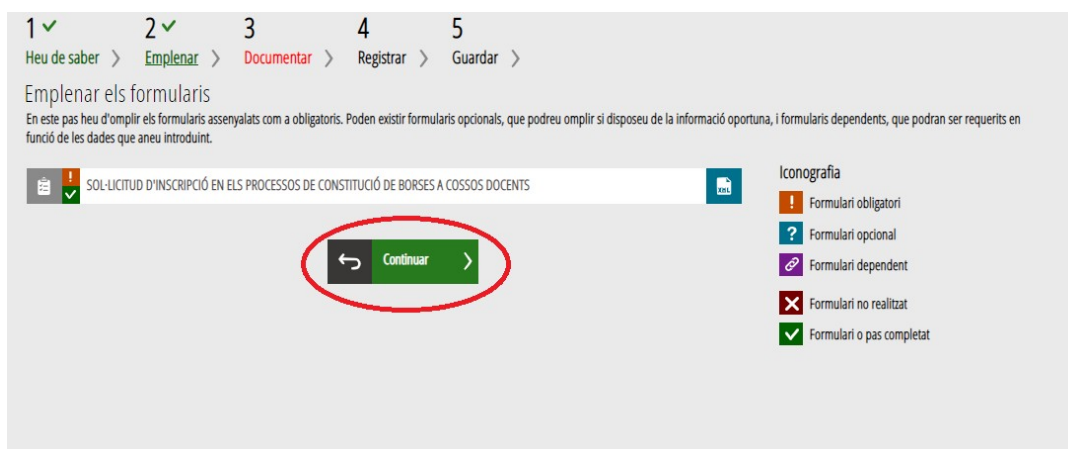 1 2 3 4 5
Heu de saber Emplenar Documentar Registrar Guardar
Emplenar els formularis
En este pas heu d'omplir els formularis assenyalats com a obligatoris. Poden existir formularis opcionals, que podreu omplir si disposeu de la informació oportuna, i formularis dependents, que podran ser requerits en
funció de les dades que aneu introduint.
SOL·LICITUD D'INSCRIPCIÓ EN ELS PROCESSOS DE CONSTITUCIÓ DE BORSES A COSSOS DOCENTS
XML
Continuar
Iconografia
! Formulari obligatori
? Formulari opcional
Formulari dependent
Formulari no realitzat
Formulari o pas completat